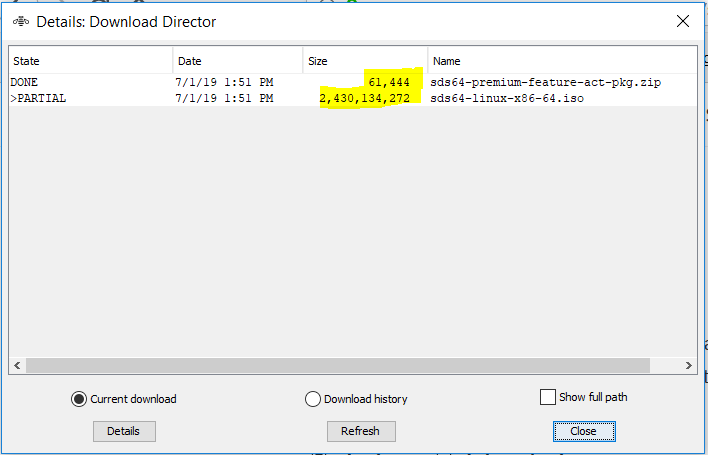 Details: Download Director
State Date Size Name
DONE 7/1/19 1:51 PM 61,444 sds64-premium-feature-act-pkg.zip
>PARTIAL 7/1/19 1:51 PM 2,430,134,272 sds64-linux-x86-64.iso
Current download Download history Show full path
Details Refresh Close